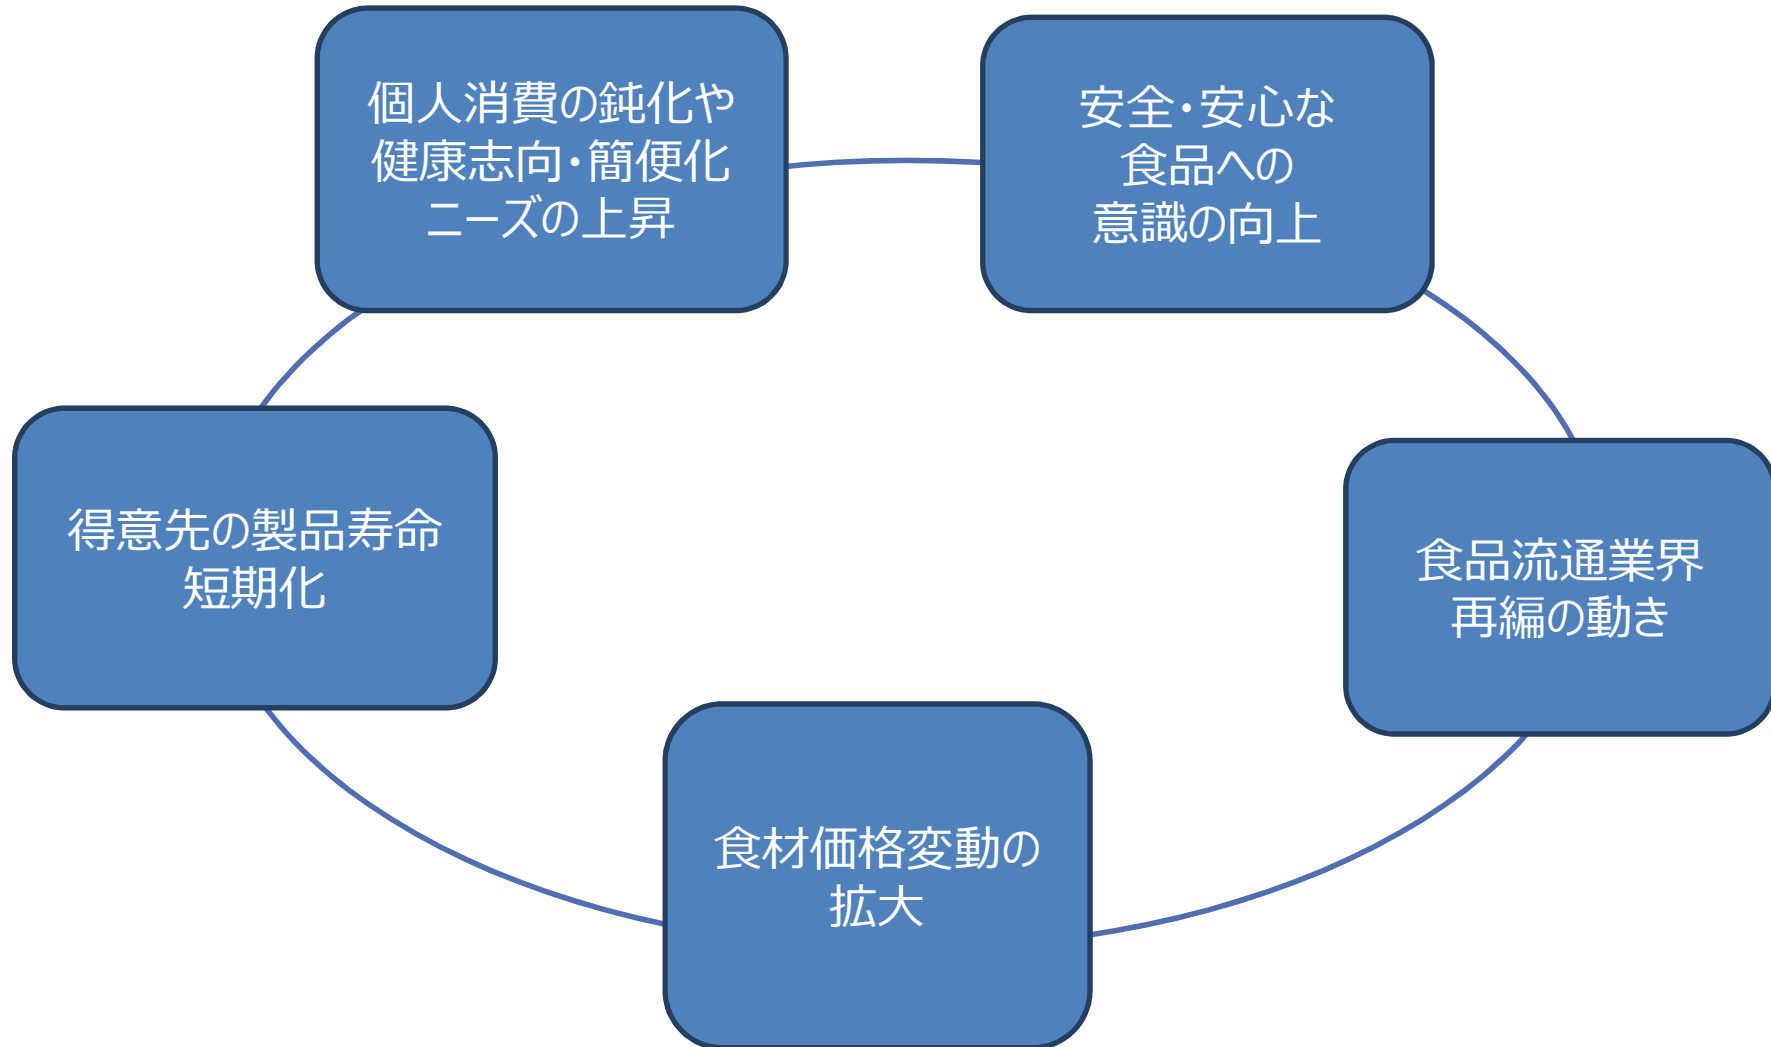 個人消費の鈍化や
健康志向・簡便化
ニーズの上昇
安全・安心な
食品への
意識の向上
得意先の製品寿命
短期化
食品流通業界
再編の動き
食材価格変動の
拡大